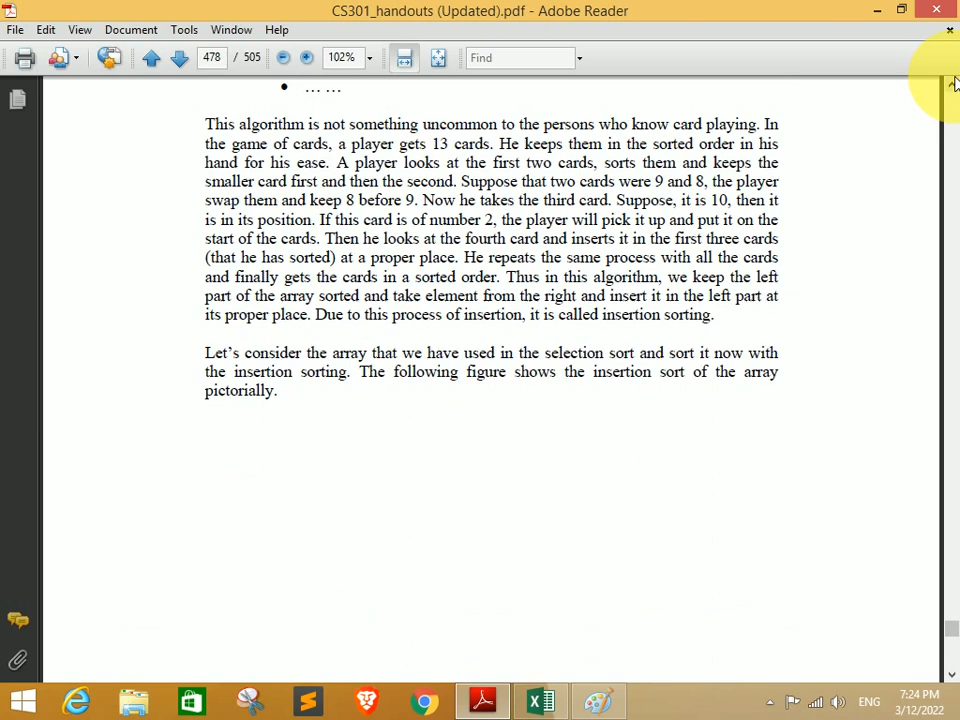 CS301_handouts (Updated).pdf - Adobe Reader
File Edit View Document Tools Window Help
478 / 505 102% Find
• … …
This algorithm is not something uncommon to the persons who know card playing. In
the game of cards, a player gets 13 cards. He keeps them in the sorted order in his
hand for his ease. A player looks at the first two cards, sorts them and keeps the
smaller card first and then the second. Suppose that two cards were 9 and 8, the player
swap them and keep 8 before 9. Now he takes the third card. Suppose, it is 10, then it
is in its position. If this card is of number 2, the player will pick it up and put it on the
start of the cards. Then he looks at the fourth card and inserts it in the first three cards
(that he has sorted) at a proper place. He repeats the same process with all the cards
and finally gets the cards in a sorted order. Thus in this algorithm, we keep the left
part of the array sorted and take element from the right and insert it in the left part at
its proper place. Due to this process of insertion, it is called insertion sorting.
Let’s consider the array that we have used in the selection sort and sort it now with
the insertion sorting. The following figure shows the insertion sort of the array
pictorially.
ENG
7:24 PM
3/12/2022